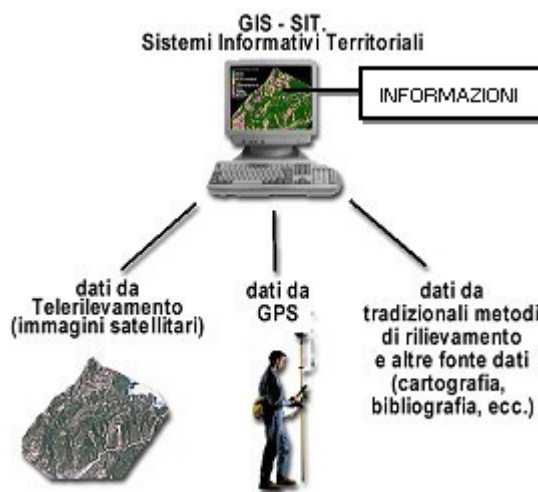 GIS - SIT.
Sistemi Informativi Territoriali
INFORMAZIONI
dati da
Telerilevamento
(immagini satellitari)
dati da
GPS
dati da
tradizionali metodi
di rilievamento
e altre fonte dati
(cartografia,
bibliografia, ecc.)